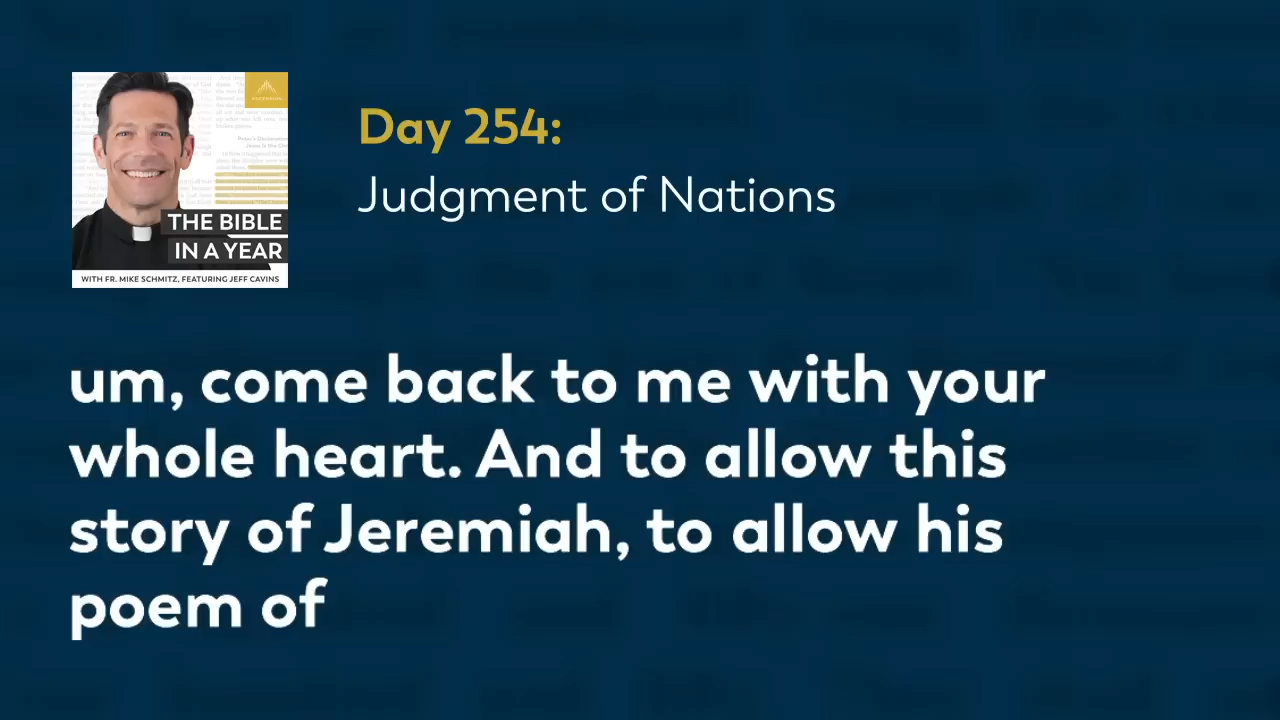 Day 254:
Judgment of Nations
THE BIBLE
IN A YEAR
WITH FR. MIKE SCHMITZ, FEATURING JEFF CAVINS
um, come back to me with your
whole heart. And to allow this
story of Jeremiah, to allow his
poem of